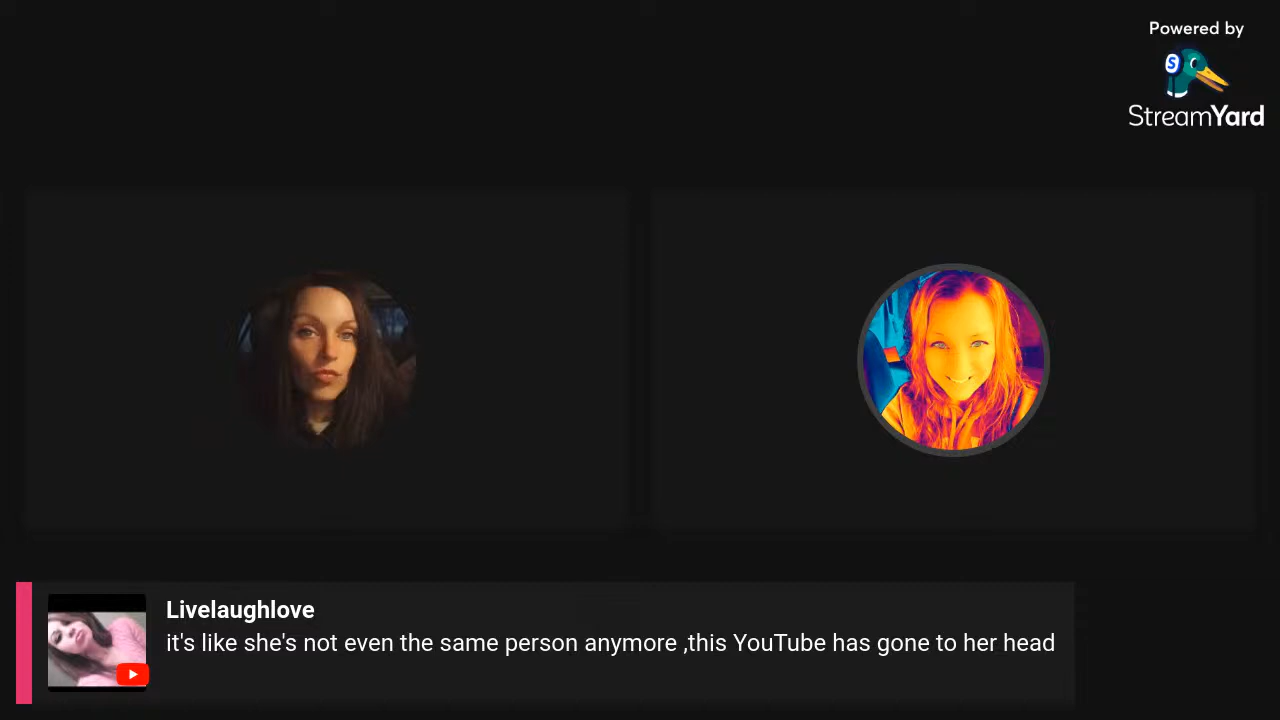 Powered by
S
StreamYard
Livelaughlove
it's like she's not even the same person anymore ,this YouTube has gone to her head